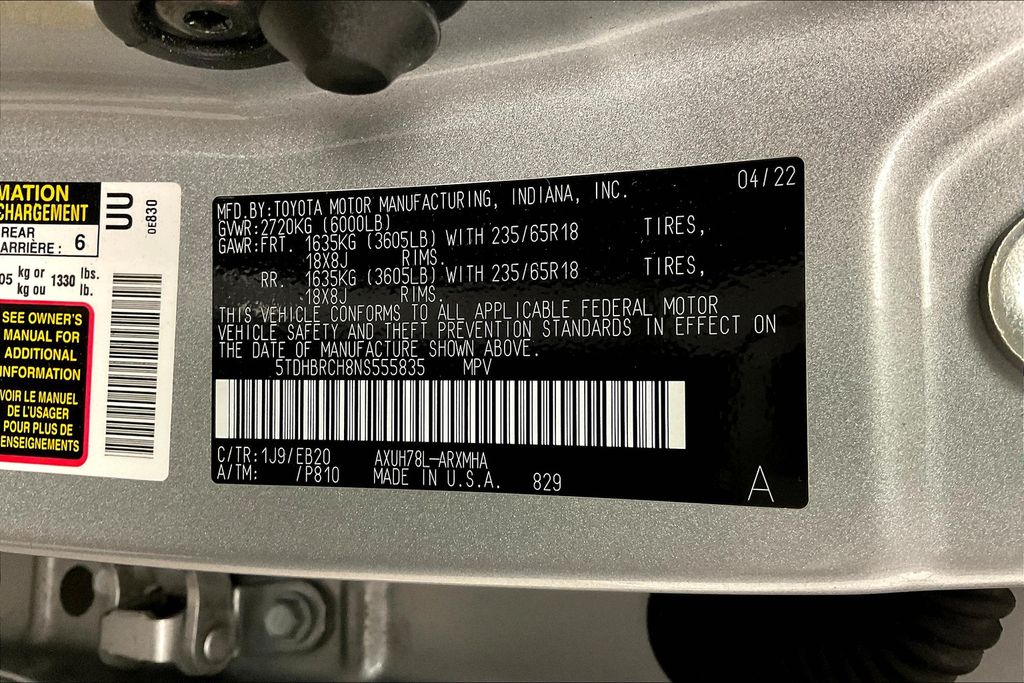 MATION
CHARGEMENT
REAR
ARRIÈRE : 6
05 kg or 1330 lbs.
kg ou lb.
SEE OWNER'S
MANUAL FOR
ADDITIONAL
INFORMATION
VOIR LE MANUEL
DE L'USAGER
POUR PLUS DE
RENSEIGNEMENTS
UU
0E830
04/22
MFD.BY:TOYOTA MOTOR MANUFACTURING, INDIANA, INC.
GVWR:2720KG (6000LB)
GAWR:FRT. 1635KG (3605LB) WITH 235/65R18 TIRES,
18X8J RIMS.
RR. 1635KG (3605LB) WITH 235/65R18 TIRES,
18X8J RIMS.
THIS VEHICLE CONFORMS TO ALL APPLICABLE FEDERAL MOTOR
VEHICLE SAFETY AND THEFT PREVENTION STANDARDS IN EFFECT ON
THE DATE OF MANUFACTURE SHOWN ABOVE.
5TDHBRCH8NS555835 MPV
C/TR:1J9/EB20 AXUH78L-ARXMHA
A/TM: /P810 MADE IN U.S.A. 829
A